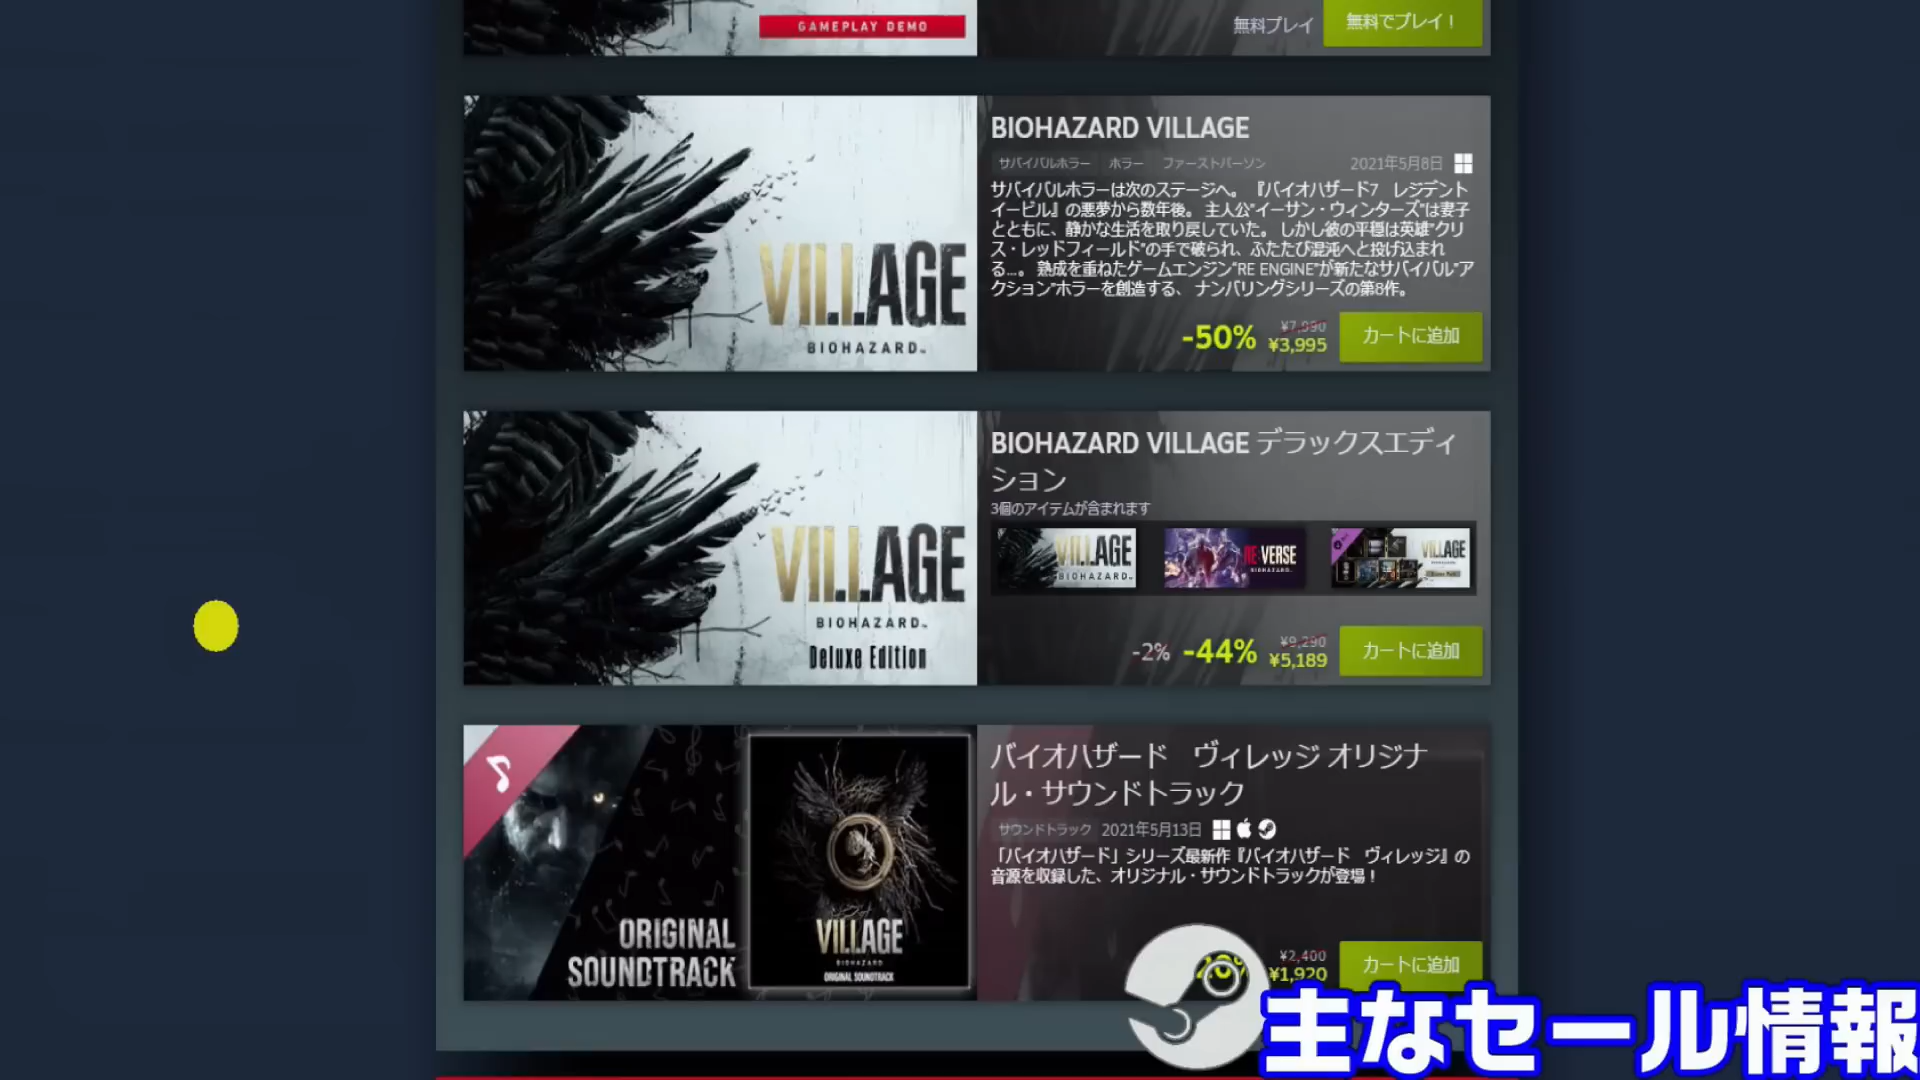 GAMEPLAY DEMO
無料プレイ
無料でプレイ！
VILLAGE
BIOHAZARD™
BIOHAZARD VILLAGE
サバイバルホラー ホラー ファーストパーソン 2021年5月8日
サバイバルホラーは次のステージへ。『バイオハザード7　レジデント
イービル』の悪夢から数年後。 主人公"イーサン・ウィンターズ"は妻子
とともに、静かな生活を取り戻していた。 しかし彼の平穏は英雄"クリ
ス・レッドフィールド"の手で破られ、ふたたび混沌へと投げ込まれ
る…。 熟成を重ねたゲームエンジン"RE ENGINE"が新たなサバイバル"ア
クション"ホラーを創造する、 ナンバリングシリーズの第8作。
-50%
¥7,990
¥3,995
カートに追加
VILLAGE
BIOHAZARD™
Deluxe Edition
BIOHAZARD VILLAGE デラックスエディ
ション
3個のアイテムが含まれます
VILLAGE
BIOHAZARD™
RE:VERSE
BIOHAZARD
VILLAGE
-2% -44%
¥9,290
¥5,189
カートに追加
ORIGINAL
SOUNDTRACK
VILLAGE
BIOHAZARD
ORIGINAL SOUNDTRACK
バイオハザード　ヴィレッジ オリジナ
ル・サウンドトラック
サウンドトラック 2021年5月13日
「バイオハザード」シリーズ最新作『バイオハザード　ヴィレッジ』の
音源を収録した、オリジナル・サウンドトラックが登場！
¥2,400
¥1,920
カートに追加
主なセール情報